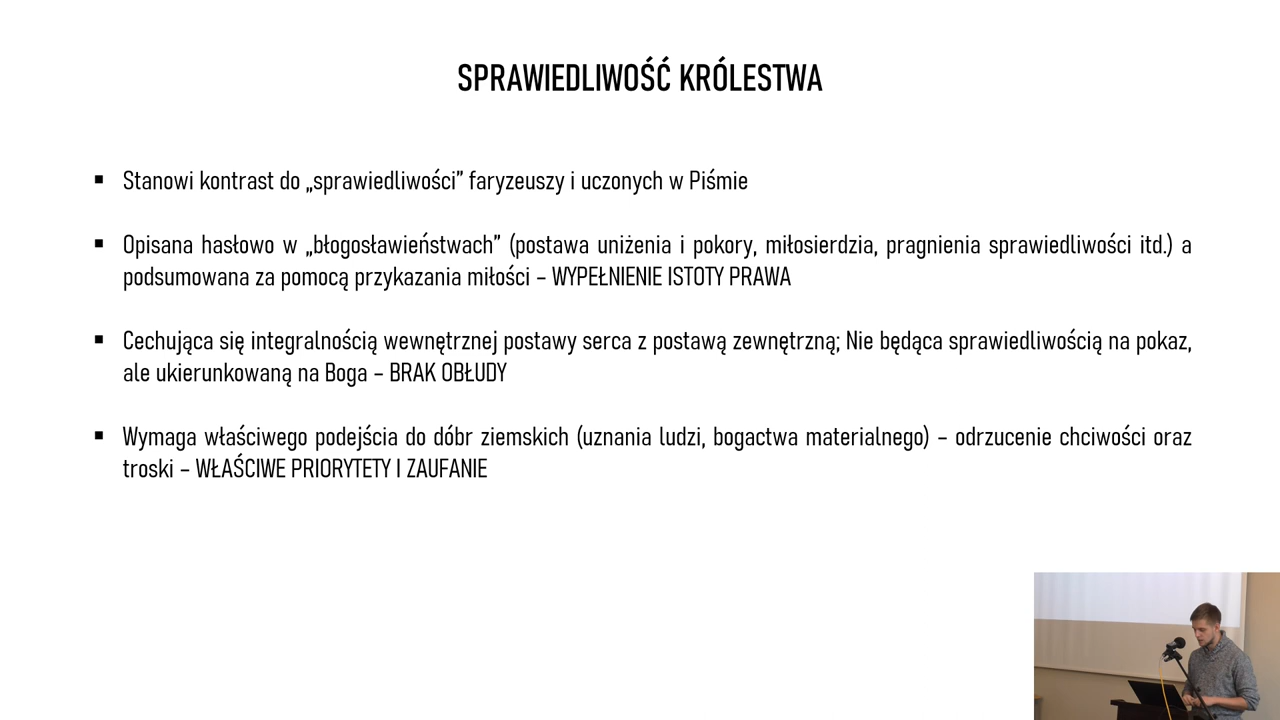 SPRAWIEDLIWOŚĆ KRÓLESTWA
▪ Stanowi kontrast do „sprawiedliwości” faryzeuszy i uczonych w Piśmie
▪ Opisana hasłowo w „błogosławieństwach” (postawa uniżenia i pokory, miłosierdzia, pragnienia sprawiedliwości itd.) a
podsumowana za pomocą przykazania miłości – WYPEŁNIENIE ISTOTY PRAWA
▪ Cechująca się integralnością wewnętrznej postawy serca z postawą zewnętrzną; Nie będąca sprawiedliwością na pokaz,
ale ukierunkowaną na Boga – BRAK OBŁUDY
▪ Wymaga właściwego podejścia do dóbr ziemskich (uznania ludzi, bogactwa materialnego) – odrzucenie chciwości oraz
troski – WŁAŚCIWE PRIORYTETY I ZAUFANIE